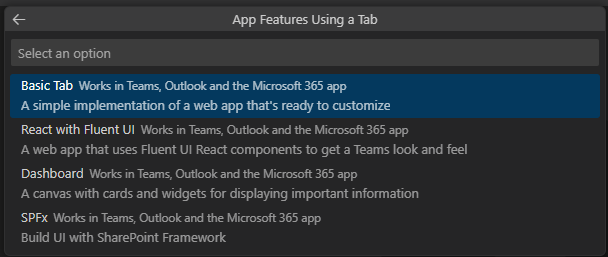 App Features Using a Tab
Select an option
Basic Tab Works in Teams, Outlook and the Microsoft 365 app
A simple implementation of a web app that's ready to customize
React with Fluent UI Works in Teams, Outlook and the Microsoft 365 app
A web app that uses Fluent UI React components to get a Teams look and feel
Dashboard Works in Teams, Outlook and the Microsoft 365 app
A canvas with cards and widgets for displaying important information
SPFx Works in Teams, Outlook and the Microsoft 365 app
Build UI with SharePoint Framework